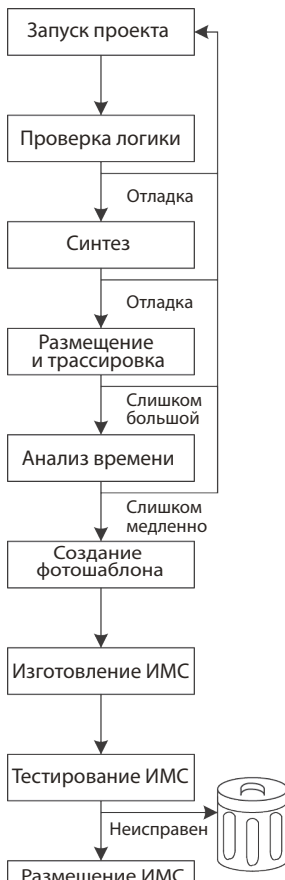 Запуск проекта
Проверка логики
Отладка
Синтез
Отладка
Размещение
и трассировка
Слишком
большой
Анализ времени
Слишком
медленно
Создание
фотошаблона
Изготовление ИМС
Тестирование ИМС
Неисправен
Размещение ИМС